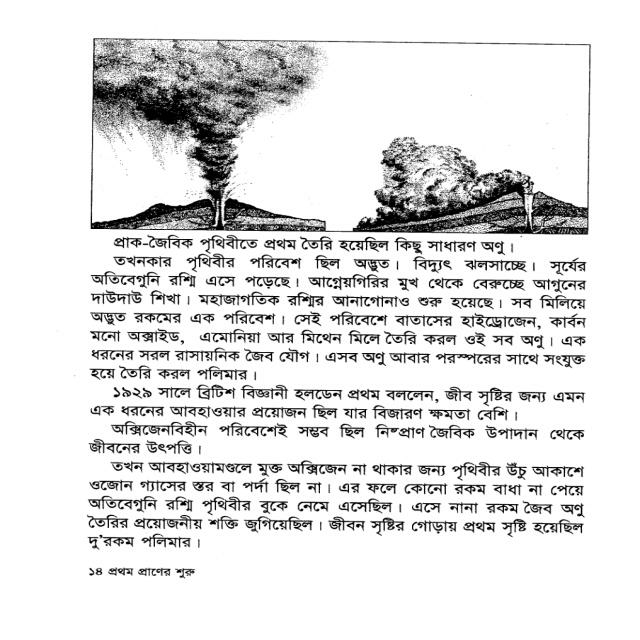 প্রাক-জৈবিক পৃথিবীতে প্রথম তৈরি হয়েছিল কিছু সাধারণ অণু।
তখনকার পৃথিবীর পরিবেশ ছিল অদ্ভুত। বিদ্যুৎ ঝলসাচ্ছে। সূর্যের
অতিবেগুনি রশ্মি এসে পড়েছে। আগ্নেয়গিরির মুখ থেকে বেরুচ্ছে আগুনের
দাউদাউ শিখা। মহাজাগতিক রশ্মির আনাগোনাও শুরু হয়েছে। সব মিলিয়ে
অদ্ভুত রকমের এক পরিবেশ। সেই পরিবেশে বাতাসের হাইড্রোজেন, কার্বন
মনো অক্সাইড, এমোনিয়া আর মিথেন মিলে তৈরি করল ওই সব অণু। এক
ধরনের সরল রাসায়নিক জৈব যৌগ। এসব অণু আবার পরস্পরের সাথে সংযুক্ত
হয়ে তৈরি করল পলিমার।
১৯২৯ সালে ব্রিটিশ বিজ্ঞানী হলডেন প্রথম বললেন, জীব সৃষ্টির জন্য এমন
এক ধরনের আবহাওয়ার প্রয়োজন ছিল যার বিজারণ ক্ষমতা বেশি।
অক্সিজেনবিহীন পরিবেশেই সম্ভব ছিল নিষ্প্রাণ জৈবিক উপাদান থেকে
জীবনের উৎপত্তি।
তখন আবহাওয়ামণ্ডলে মুক্ত অক্সিজেন না থাকার জন্য পৃথিবীর উঁচু আকাশে
ওজোন গ্যাসের স্তর বা পর্দা ছিল না। এর ফলে কোনো রকম বাধা না পেয়ে
অতিবেগুনি রশ্মি পৃথিবীর বুকে নেমে এসেছিল। এসে নানা রকম জৈব অণু
তৈরির প্রয়োজনীয় শক্তি জুগিয়েছিল। জীবন সৃষ্টির গোড়ায় প্রথম সৃষ্টি হয়েছিল
দু'রকম পলিমার।
১৪ প্রথম প্রাণের শুরু